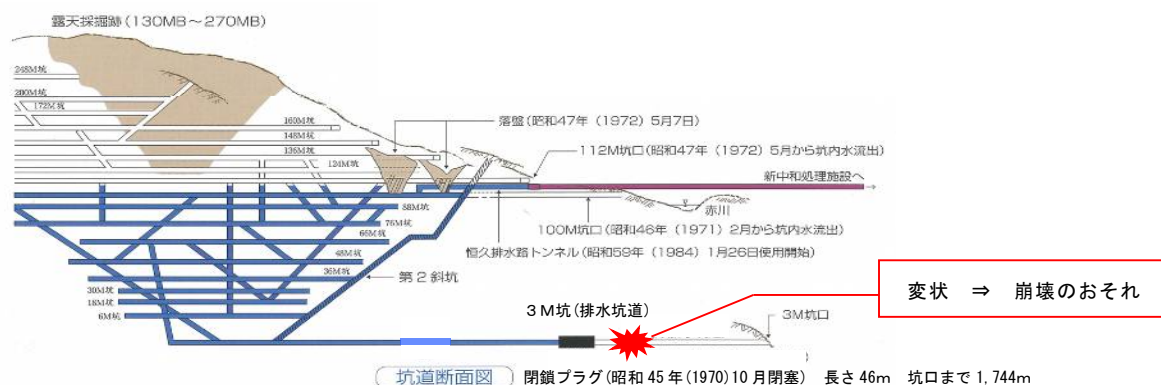 露天採掘跡(130MB～270MB)
248M坑
200M坑
172M坑
160M坑
148M坑
136M坑
124M坑
落盤(昭和47年(1972)5月7日)
112M坑口(昭和47年(1972)5月から坑内水流出)
新中和処理施設へ
赤川
100M坑口(昭和46年(1971)2月から坑内水流出)
恒久排水路トンネル(昭和59年(1984)1月26日使用開始)
88M坑
76M坑
65M坑
48M坑
36M坑
第2斜坑
30M坑
18M坑
6M坑
変状 ⇒ 崩壊のおそれ
3M坑(排水坑道)
3M坑口
坑道断面図
閉鎖プラグ(昭和45年(1970)10月閉塞) 長さ46m 坑口まで1,744m